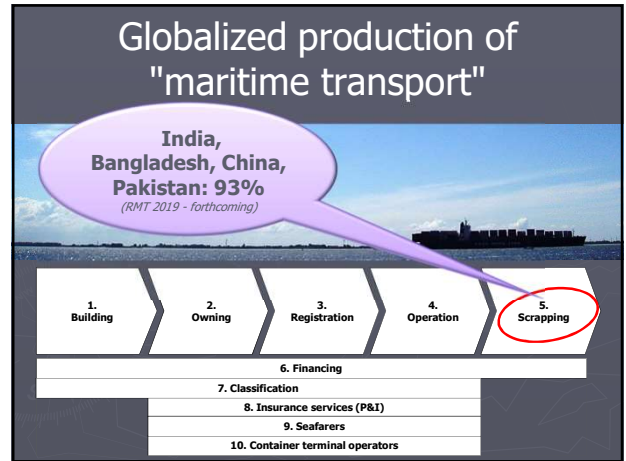 Globalized production of
"maritime transport"
India,
Bangladesh, China,
Pakistan: 93%
(RMT 2019 - forthcoming)
1.
Building
2.
Owning
3.
Registration
4.
Operation
5.
Scrapping
6. Financing
7. Classification
8. Insurance services (P&I)
9. Seafarers
10. Container terminal operators